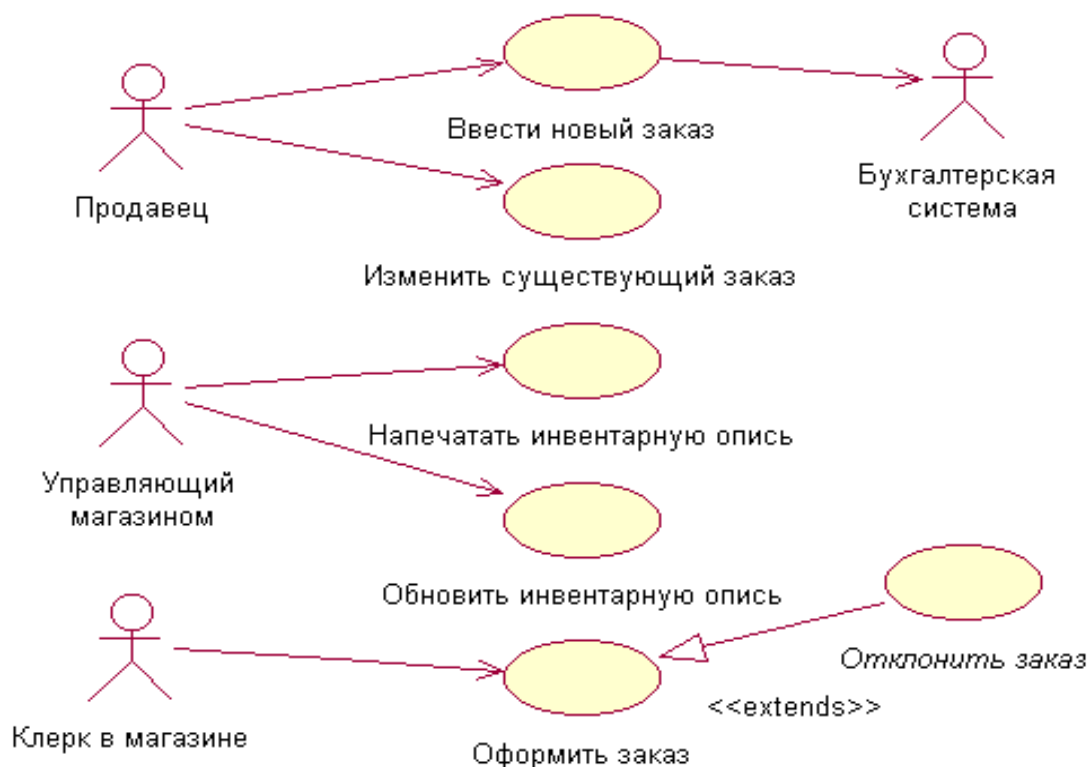 Ввести новый заказ
Продавец
Бухгалтерская
система
Изменить существующий заказ
Напечатать инвентарную опись
Управляющий
магазином
Обновить инвентарную опись
Отклонить заказ
<<extends>>
Клерк в магазине
Оформить заказ